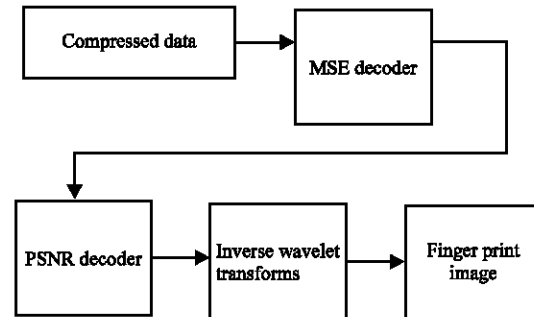 Compressed data
MSE decoder
PSNR decoder
Inverse wavelet
transforms
Finger print
image